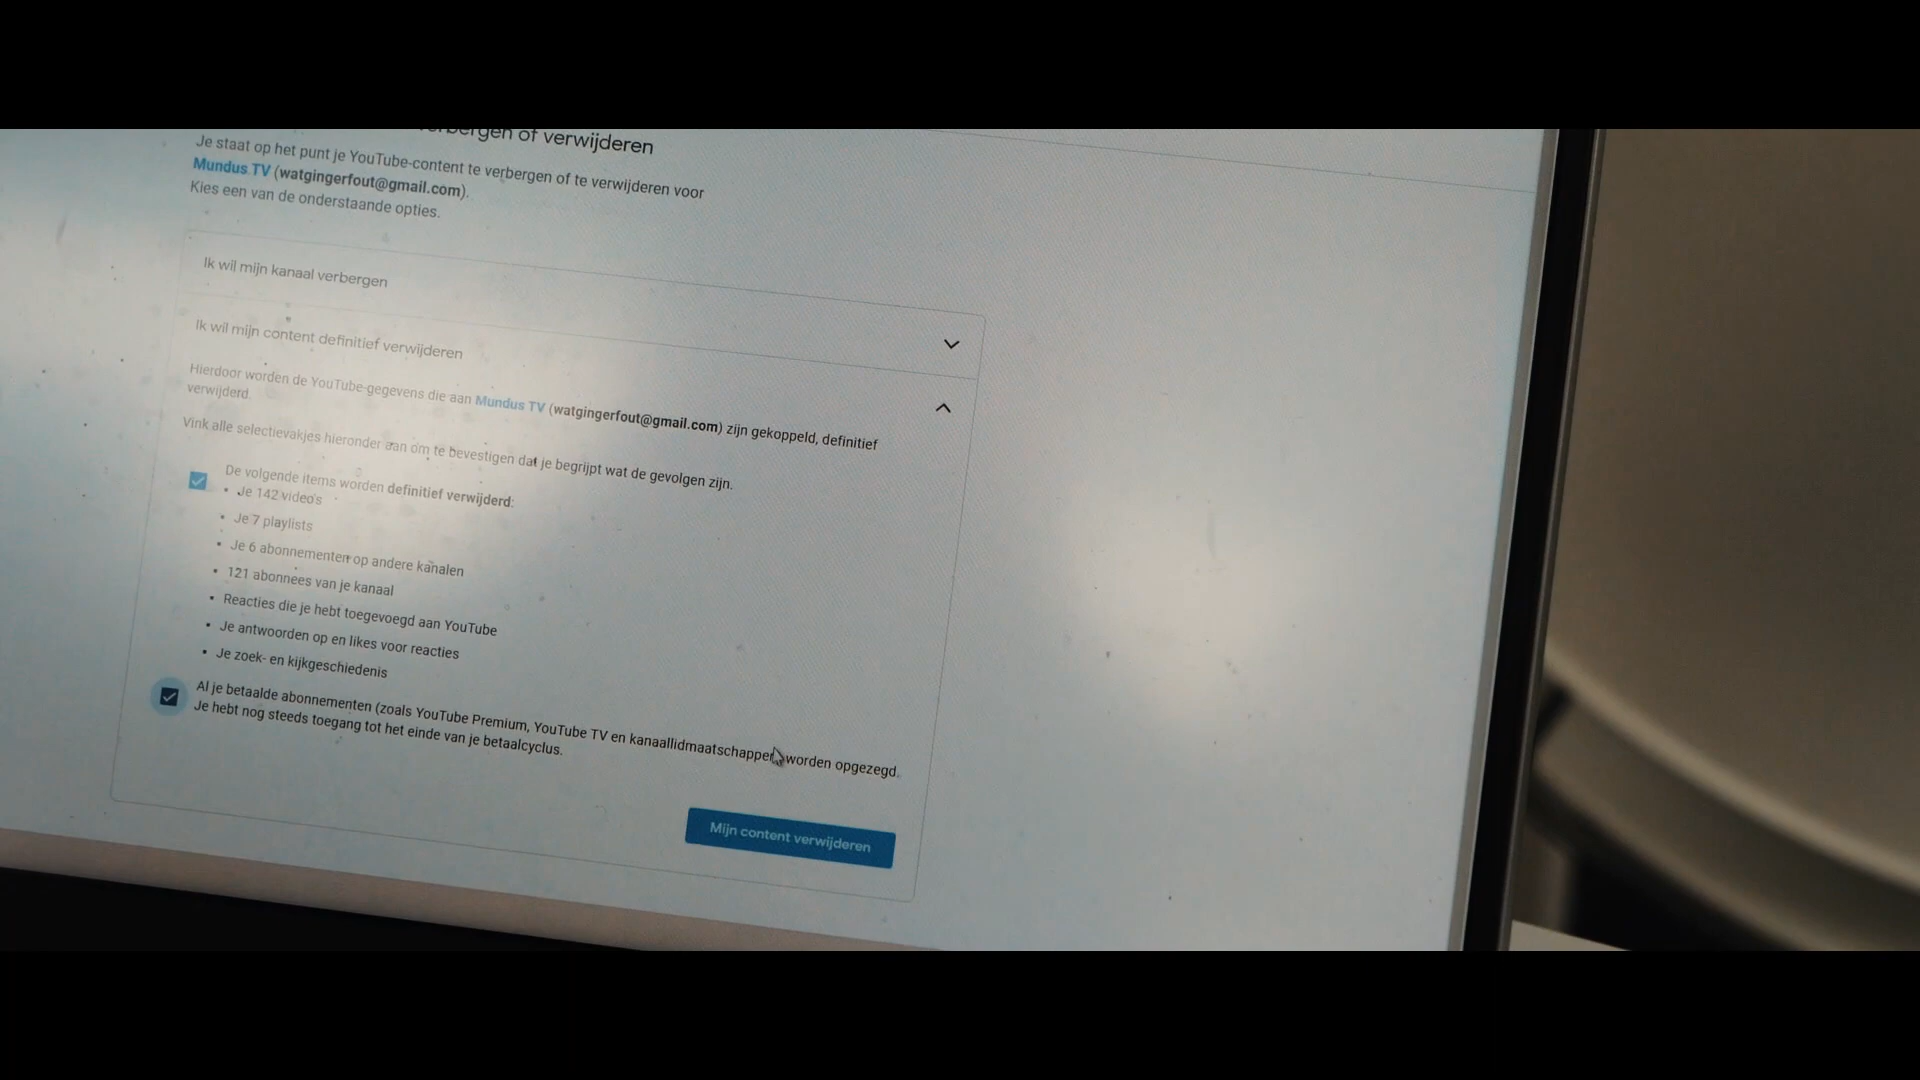 verbergen of verwijderen
Je staat op het punt je YouTube-content te verbergen of te verwijderen voor
Mundus TV (watgingerfout@gmail.com).
Kies een van de onderstaande opties.
Ik wil mijn kanaal verbergen
Ik wil mijn content definitief verwijderen
Hierdoor worden de YouTube-gegevens die aan Mundus TV (watgingerfout@gmail.com) zijn gekoppeld, definitief
verwijderd.
Vink alle selectievakjes hieronder aan om te bevestigen dat je begrijpt wat de gevolgen zijn.
De volgende items worden definitief verwijderd:
• Je 142 video's
• Je 7 playlists
• Je 6 abonnementen op andere kanalen
• 121 abonnees van je kanaal
• Reacties die je hebt toegevoegd aan YouTube
• Je antwoorden op en likes voor reacties
• Je zoek- en kijkgeschiedenis
Al je betaalde abonnementen (zoals YouTube Premium, YouTube TV en kanaallidmaatschappen) worden opgezegd.
Je hebt nog steeds toegang tot het einde van je betaalcyclus.
Mijn content verwijderen